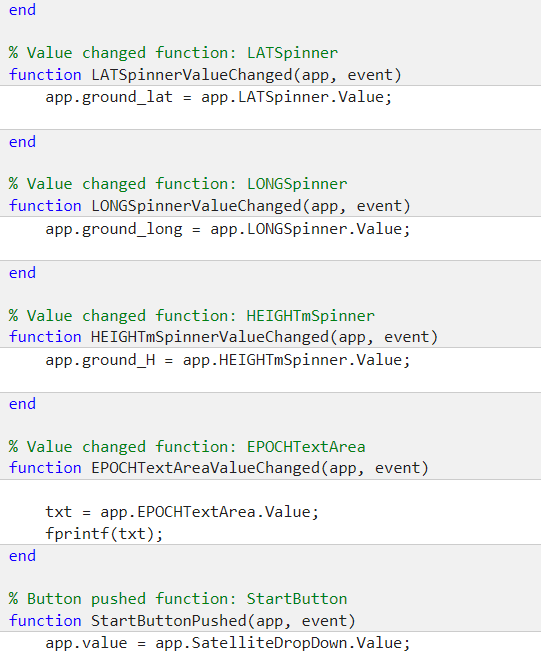 end
% Value changed function: LATSpinner
function LATSpinnerValueChanged(app, event)
app.ground_lat = app.LATSpinner.Value;
end
% Value changed function: LONGSpinner
function LONGSpinnerValueChanged(app, event)
app.ground_long = app.LONGSpinner.Value;
end
% Value changed function: HEIGHTmSpinner
function HEIGHTmSpinnerValueChanged(app, event)
app.ground_H = app.HEIGHTmSpinner.Value;
end
% Value changed function: EPOCHTextArea
function EPOCHTextAreaValueChanged(app, event)
txt = app.EPOCHTextArea.Value;
fprintf(txt);
end
% Button pushed function: StartButton
function StartButtonPushed(app, event)
app.value = app.SatelliteDropDown.Value;